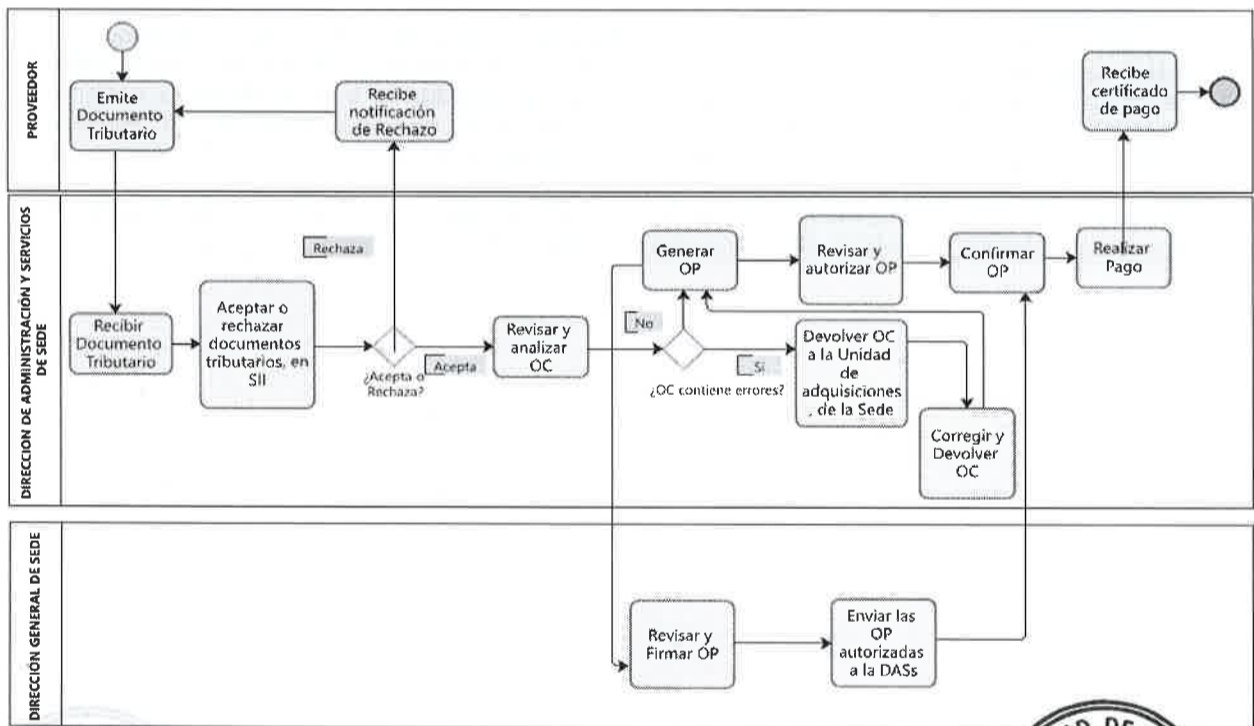 PROVEEDOR
Emite
Documento
Tributario
Recibe
notificación
de Rechazo
Recibe
certificado
de pago
DIRECCION DE ADMINISTRACIÓN Y SERVICIOS
DE SEDE
Rechaza
Recibir
Documento
Tributario
Aceptar o
rechazar
documentos
tributarios, en
SII
¿Acepta o
Rechaza?
Acepta
Revisar y
analizar
OC
No
¿OC contiene errores?
Si
Generar
OP
Revisar y
autorizar OP
Confirmar
OP
Realizar
Pago
Devolver OC
a la Unidad
de
adquisiciones
, de la Sede
Corregir y
Devolver
OC
DIRECCIÓN GENERAL DE SEDE
Revisar y
Firmar OP
Enviar las
OP
autorizadas
a la DASs
DE